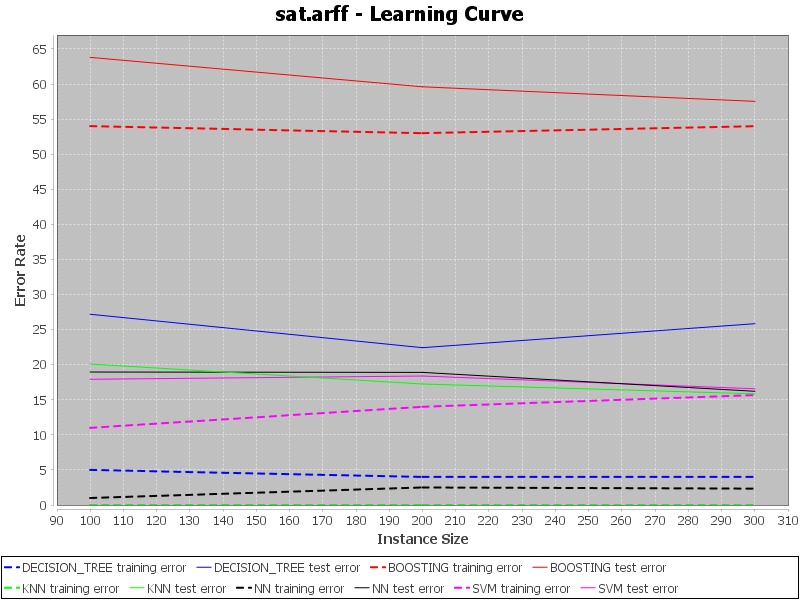 sat.arff - Learning Curve
Error Rate
65
60
55
50
45
40
35
30
25
20
15
10
5
0
90 100 110 120 130 140 150 160 170 180 190 200 210 220 230 240 250 260 270 280 290 300 310
Instance Size
DECISION_TREE training error DECISION_TREE test error BOOSTING training error BOOSTING test error
KNN training error KNN test error NN training error NN test error SVM training error SVM test error